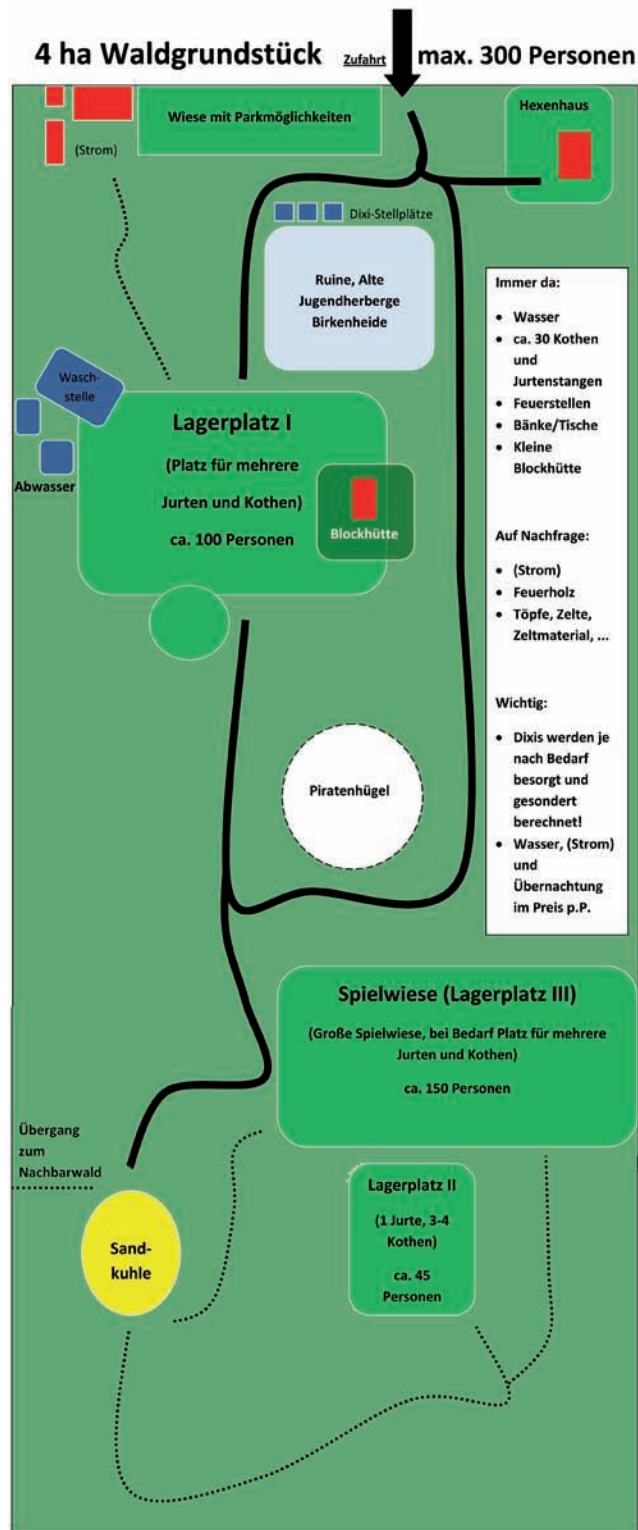 4 ha Waldgrundstück Zufahrt max. 300 Personen
Wiese mit Parkmöglichkeiten
Hexenhaus
(Strom)
Dixi-Stellplätze
Ruine, Alte
Jugendherberge
Birkenheide
Wasch-
stelle
Abwasser
Lagerplatz I
(Platz für mehrere
Jurten und Kothen)
ca. 100 Personen
Blockhütte
Immer da:
• Wasser
• ca. 30 Kothen
und
Jurtenstangen
• Feuerstellen
• Bänke/Tische
• Kleine
Blockhütte
Auf Nachfrage:
• (Strom)
• Feuerholz
• Töpfe, Zelte,
Zeltmaterial, ...
Wichtig:
• Dixis werden je
nach Bedarf
besorgt und
gesondert
berechnet!
• Wasser, (Strom)
und
Übernachtung
im Preis p.P.
Piratenhügel
Spielwiese (Lagerplatz III)
(Große Spielwiese, bei Bedarf Platz für mehrere
Jurten und Kothen)
ca. 150 Personen
Übergang
zum
Nachbarwald
Sand-
kuhle
Lagerplatz II
(1 Jurte, 3-4
Kothen)
ca. 45
Personen